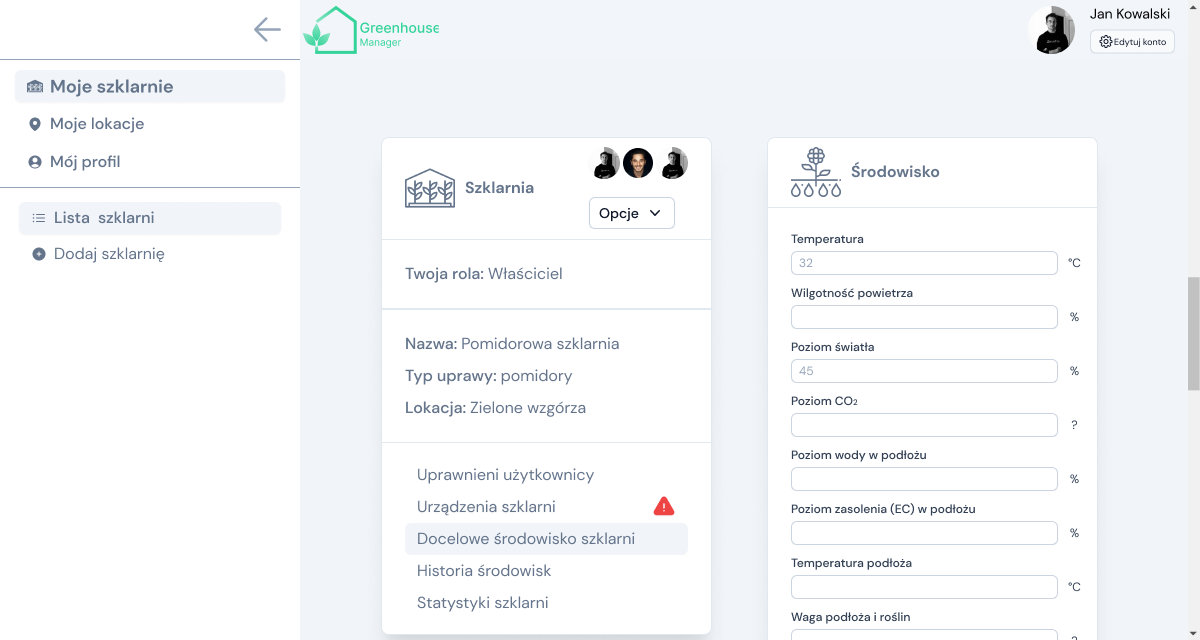 Greenhouse
Manager
Jan Kowalski
Edytuj konto
Moje szklarnie
Moje lokacje
Mój profil
Lista szklarni
Dodaj szklarnię
Szklarnia
Opcje
Twoja rola: Właściciel
Nazwa: Pomidorowa szklarnia
Typ uprawy: pomidory
Lokacja: Zielone wzgórza
Uprawnieni użytkownicy
Urządzenia szklarni
Docelowe środowisko szklarni
Historia środowisk
Statystyki szklarni
Środowisko
Temperatura
32 °C
Wilgotność powietrza
%
Poziom światła
45 %
Poziom CO₂
?
Poziom wody w podłożu
%
Poziom zasolenia (EC) w podłożu
%
Temperatura podłoża
°C
Waga podłoża i roślin
?